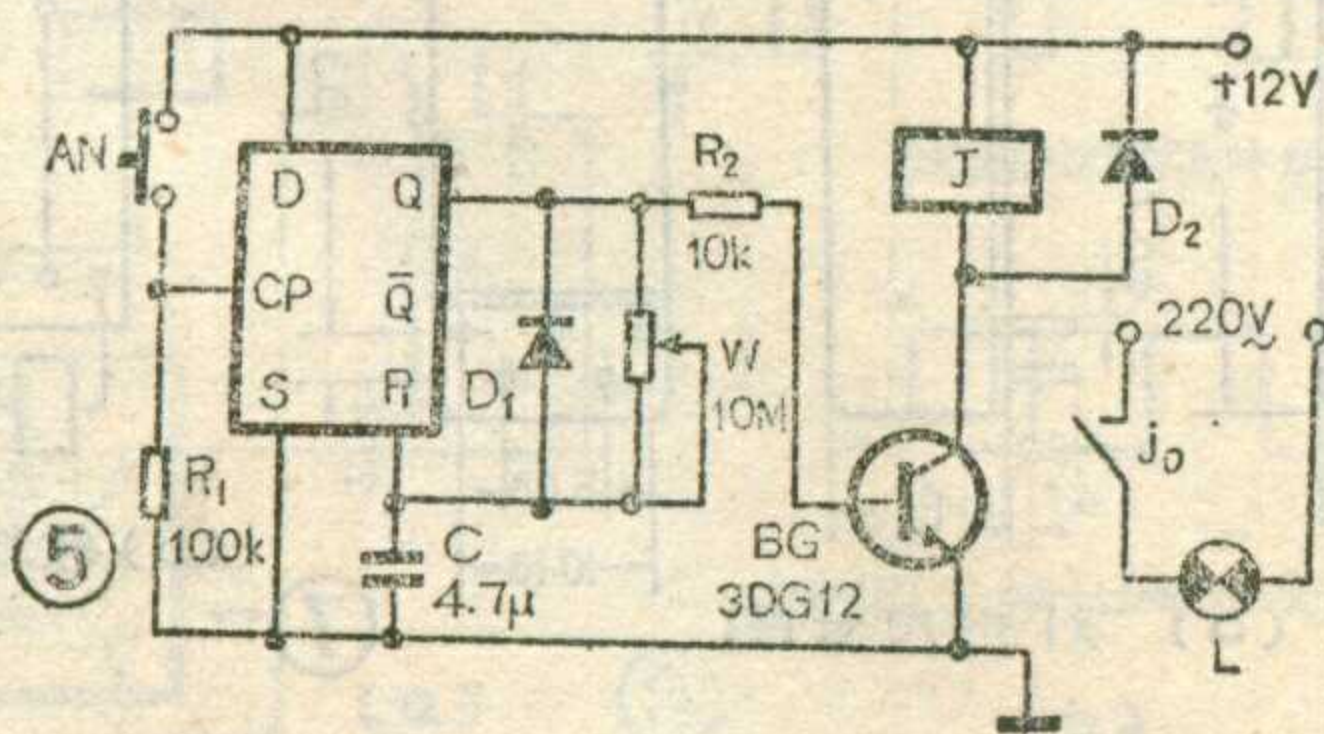 +12V
AN
D
Q
CP
Q̄
S
R
R₁
100k
D₁
W
10M
R₂
10k
J
D₂
220V~
j₀
L
BG
3DG12
C
4.7μ
5